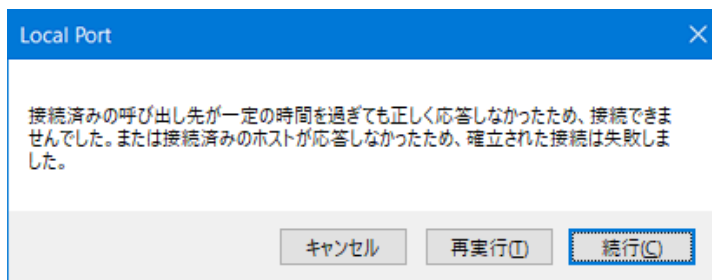 Local Port
接続済みの呼び出し先が一定の時間を過ぎても正しく応答しなかったため、接続できま
せんでした。または接続済みのホストが応答しなかったため、確立された接続は失敗しま
した。
キャンセル 再実行(T) 続行(C)